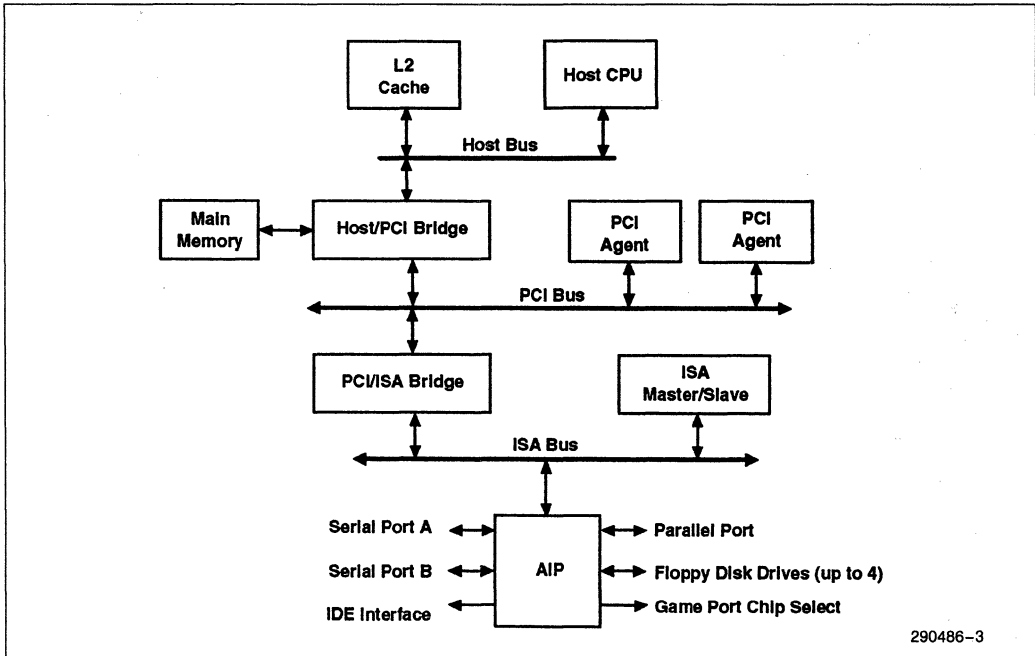 L2
Cache
Host CPU
Host Bus
Main
Memory
Host/PCI Bridge
PCI
Agent
PCI
Agent
PCI Bus
PCI/ISA Bridge
ISA
Master/Slave
ISA Bus
Serial Port A
Serial Port B
IDE Interface
AIP
Parallel Port
Floppy Disk Drives (up to 4)
Game Port Chip Select
290486–3